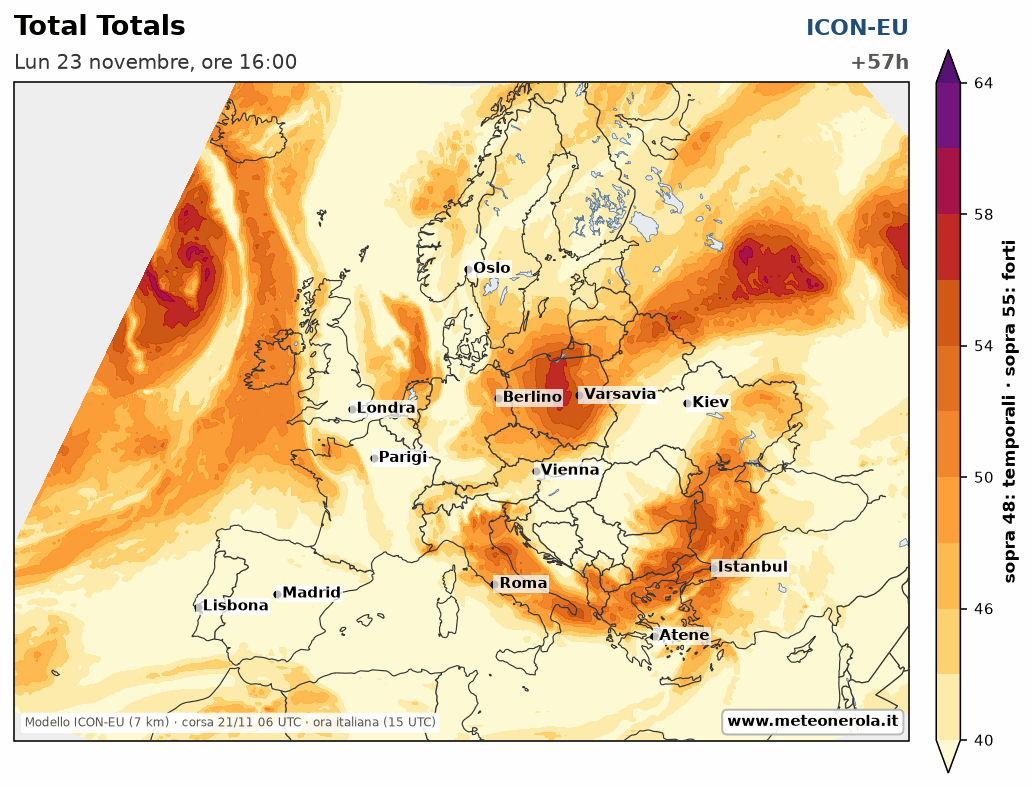 Total Totals
ICON-EU
Lun 23 novembre, ore 16:00
+57h
64
58
54
50
46
40
sopra 48: temporali · sopra 55: forti
Oslo
Berlino
Varsavia
Kiev
Londra
Parigi
Vienna
Istanbul
Roma
Madrid
Lisbona
Atene
Modello ICON-EU (7 km) · corsa 21/11 06 UTC · ora italiana (15 UTC)
www.meteonerola.it